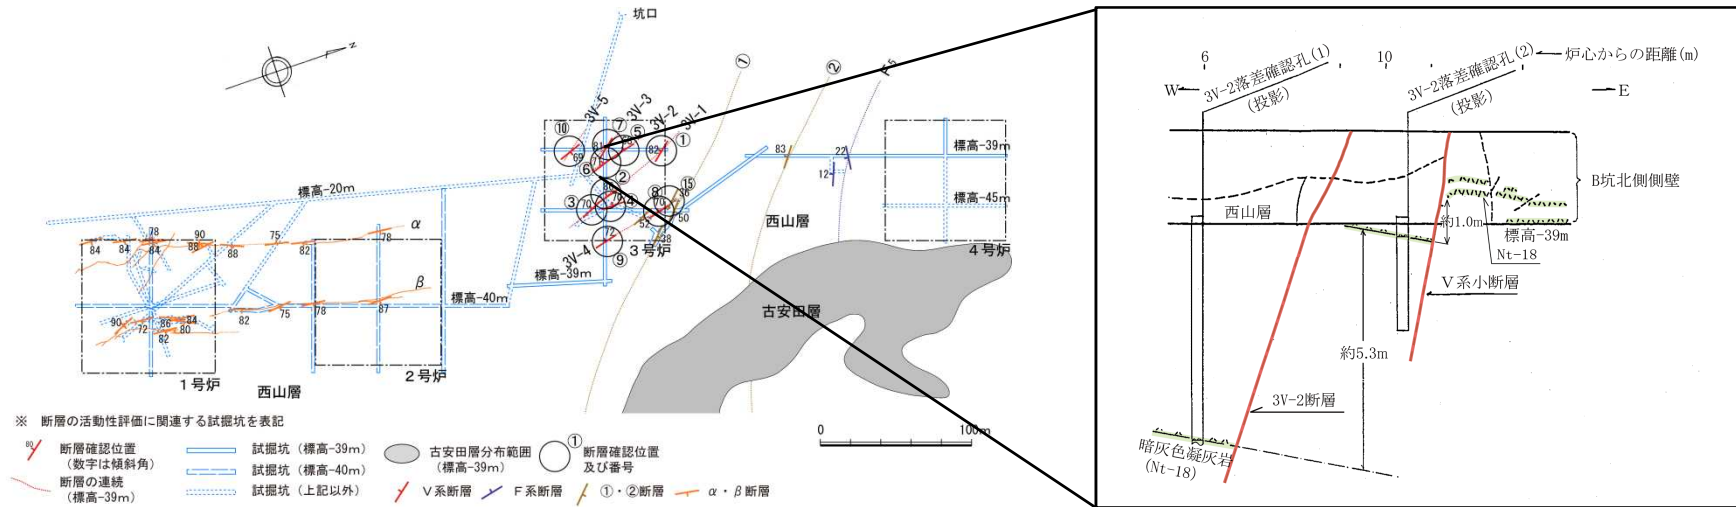 坑口
N
①
②
F5
3V-5
3V-3
3V-2
3V-1
⑩
⑦
⑤
①
81
69
82
⑥
②
83
22
12
標高-39m
標高-45m
標高-20m
③
④
⑧
⑮
36
70
70
70
50
52
38
72
3V-4
⑨
3号炉
西山層
4号炉
78
84
84
84
90
88
88
75
82
78
α
β
標高-39m
標高-40m
82
75
78
87
90
72
86
84
80
82
古安田層
1号炉
西山層
2号炉
※ 断層の活動性評価に関連する試掘坑を表記
80
断層確認位置
(数字は傾斜角)
断層の連続
(標高-39m)
試掘坑 (標高-39m)
試掘坑 (標高-40m)
試掘坑 (上記以外)
古安田層分布範囲
(標高-39m)
①
断層確認位置
及び番号
V系断層
F系断層
①・②断層
α・β断層
0
100m
6
10
炉心からの距離(m)
W
E
3V-2落差確認孔(1)
(投影)
3V-2落差確認孔(2)
(投影)
B坑北側側壁
西山層
約1.0m
標高-39m
Nt-18
V系小断層
約5.3m
3V-2断層
暗灰色凝灰岩
(Nt-18)